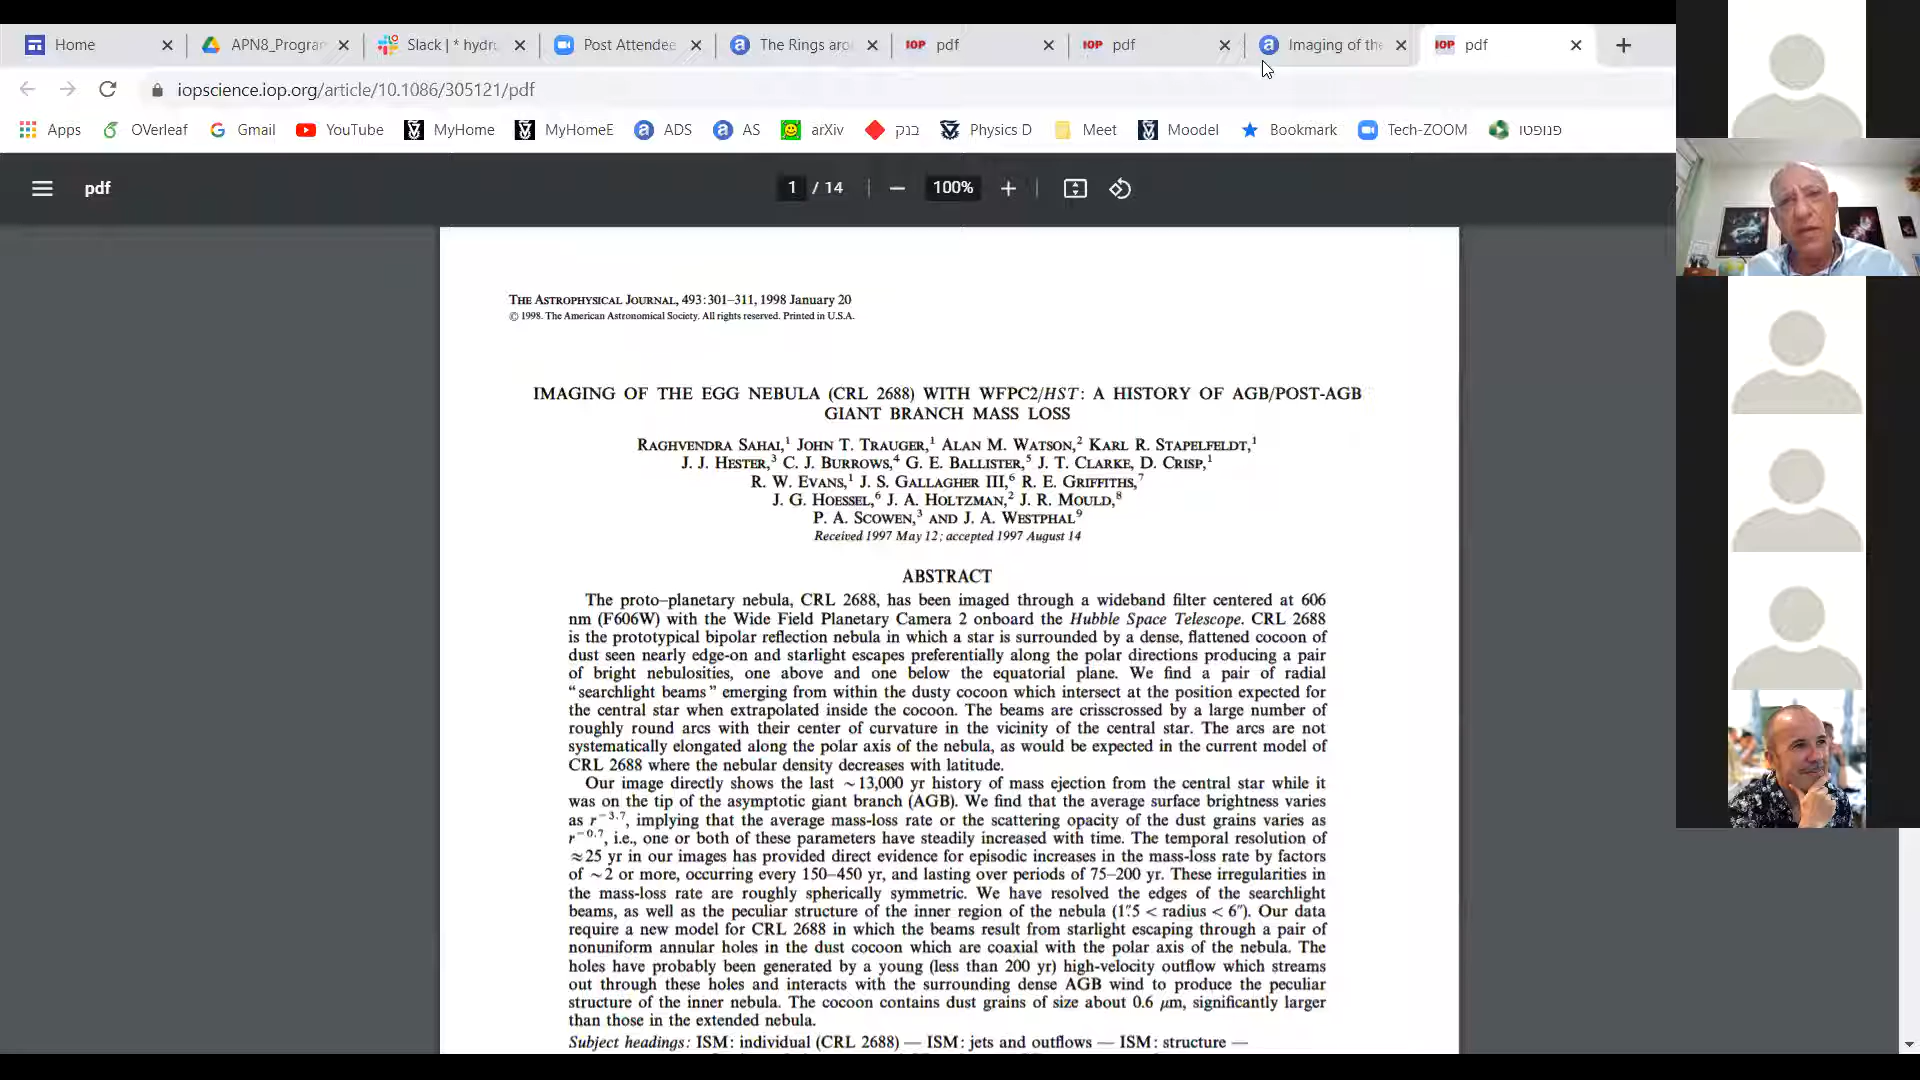 Home
APN8_Program
Slack | * hydr
Post Attendee
The Rings aro
IOP pdf
IOP pdf
Imaging of the
IOP pdf
iopscience.iop.org/article/10.1086/305121/pdf
Apps
OVerleaf
Gmail
YouTube
MyHome
MyHomeE
ADS
AS
arXiv
בנק
Physics D
Meet
Moodel
Bookmark
Tech-ZOOM
פנופטו
pdf
1 / 14
100%
THE ASTROPHYSICAL JOURNAL, 493:301–311, 1998 January 20
© 1998. The American Astronomical Society. All rights reserved. Printed in U.S.A.
IMAGING OF THE EGG NEBULA (CRL 2688) WITH WFPC2/HST: A HISTORY OF AGB/POST-AGB
GIANT BRANCH MASS LOSS
RAGHVENDRA SAHAI,¹ JOHN T. TRAUGER,¹ ALAN M. WATSON,² KARL R. STAPELFELDT,¹
J. J. HESTER,³ C. J. BURROWS,⁴ G. E. BALLISTER,⁵ J. T. CLARKE, D. CRISP,¹
R. W. EVANS,¹ J. S. GALLAGHER III,⁶ R. E. GRIFFITHS,⁷
J. G. HOESSEL,⁶ J. A. HOLTZMAN,² J. R. MOULD,⁸
P. A. SCOWEN,³ AND J. A. WESTPHAL⁹
Received 1997 May 12; accepted 1997 August 14
ABSTRACT
The proto–planetary nebula, CRL 2688, has been imaged through a wideband filter centered at 606
nm (F606W) with the Wide Field Planetary Camera 2 onboard the Hubble Space Telescope. CRL 2688
is the prototypical bipolar reflection nebula in which a star is surrounded by a dense, flattened cocoon of
dust seen nearly edge-on and starlight escapes preferentially along the polar directions producing a pair
of bright nebulosities, one above and one below the equatorial plane. We find a pair of radial
“searchlight beams” emerging from within the dusty cocoon which intersect at the position expected for
the central star when extrapolated inside the cocoon. The beams are crisscrossed by a large number of
roughly round arcs with their center of curvature in the vicinity of the central star. The arcs are not
systematically elongated along the polar axis of the nebula, as would be expected in the current model of
CRL 2688 where the nebular density decreases with latitude.
Our image directly shows the last ~13,000 yr history of mass ejection from the central star while it
was on the tip of the asymptotic giant branch (AGB). We find that the average surface brightness varies
as r⁻³·⁷, implying that the average mass-loss rate or the scattering opacity of the dust grains varies as
r⁻⁰·⁷, i.e., one or both of these parameters have steadily increased with time. The temporal resolution of
≈25 yr in our images has provided direct evidence for episodic increases in the mass-loss rate by factors
of ~2 or more, occurring every 150–450 yr, and lasting over periods of 75–200 yr. These irregularities in
the mass-loss rate are roughly spherically symmetric. We have resolved the edges of the searchlight
beams, as well as the peculiar structure of the inner region of the nebula (1″.5 < radius < 6″). Our data
require a new model for CRL 2688 in which the beams result from starlight escaping through a pair of
nonuniform annular holes in the dust cocoon which are coaxial with the polar axis of the nebula. The
holes have probably been generated by a young (less than 200 yr) high-velocity outflow which streams
out through these holes and interacts with the surrounding dense AGB wind to produce the peculiar
structure of the inner nebula. The cocoon contains dust grains of size about 0.6 μm, significantly larger
than those in the extended nebula.
Subject headings: ISM: individual (CRL 2688) — ISM: jets and outflows — ISM: structure —